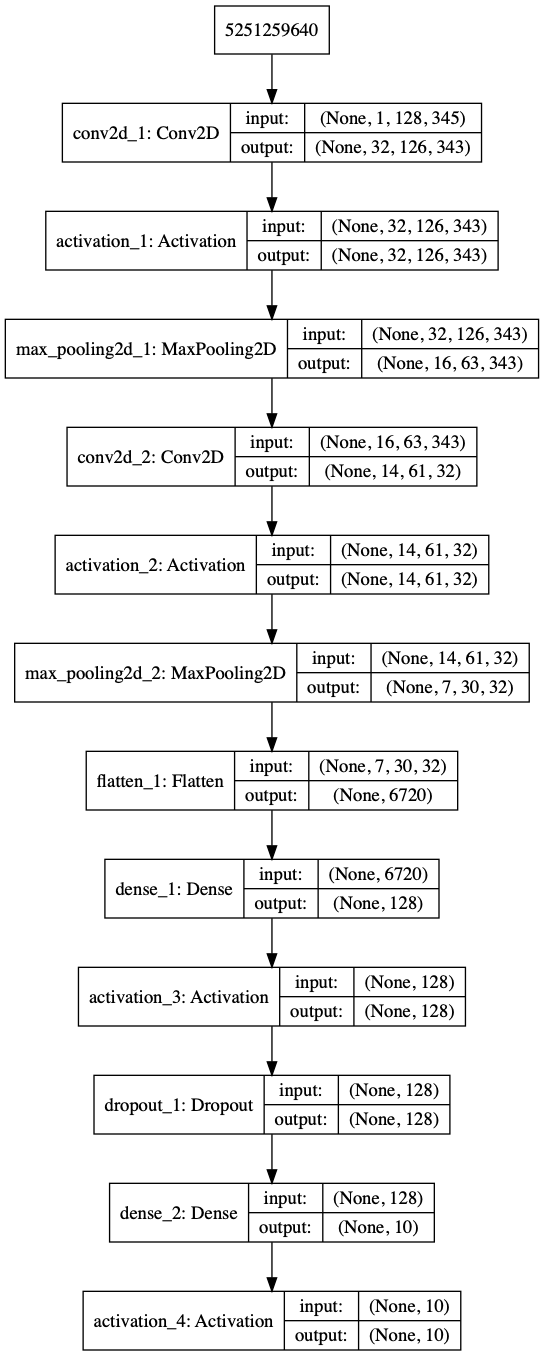 5251259640
conv2d_1: Conv2D
input:
(None, 1, 128, 345)
output:
(None, 32, 126, 343)
activation_1: Activation
input:
(None, 32, 126, 343)
output:
(None, 32, 126, 343)
max_pooling2d_1: MaxPooling2D
input:
(None, 32, 126, 343)
output:
(None, 16, 63, 343)
conv2d_2: Conv2D
input:
(None, 16, 63, 343)
output:
(None, 14, 61, 32)
activation_2: Activation
input:
(None, 14, 61, 32)
output:
(None, 14, 61, 32)
max_pooling2d_2: MaxPooling2D
input:
(None, 14, 61, 32)
output:
(None, 7, 30, 32)
flatten_1: Flatten
input:
(None, 7, 30, 32)
output:
(None, 6720)
dense_1: Dense
input:
(None, 6720)
output:
(None, 128)
activation_3: Activation
input:
(None, 128)
output:
(None, 128)
dropout_1: Dropout
input:
(None, 128)
output:
(None, 128)
dense_2: Dense
input:
(None, 128)
output:
(None, 10)
activation_4: Activation
input:
(None, 10)
output:
(None, 10)